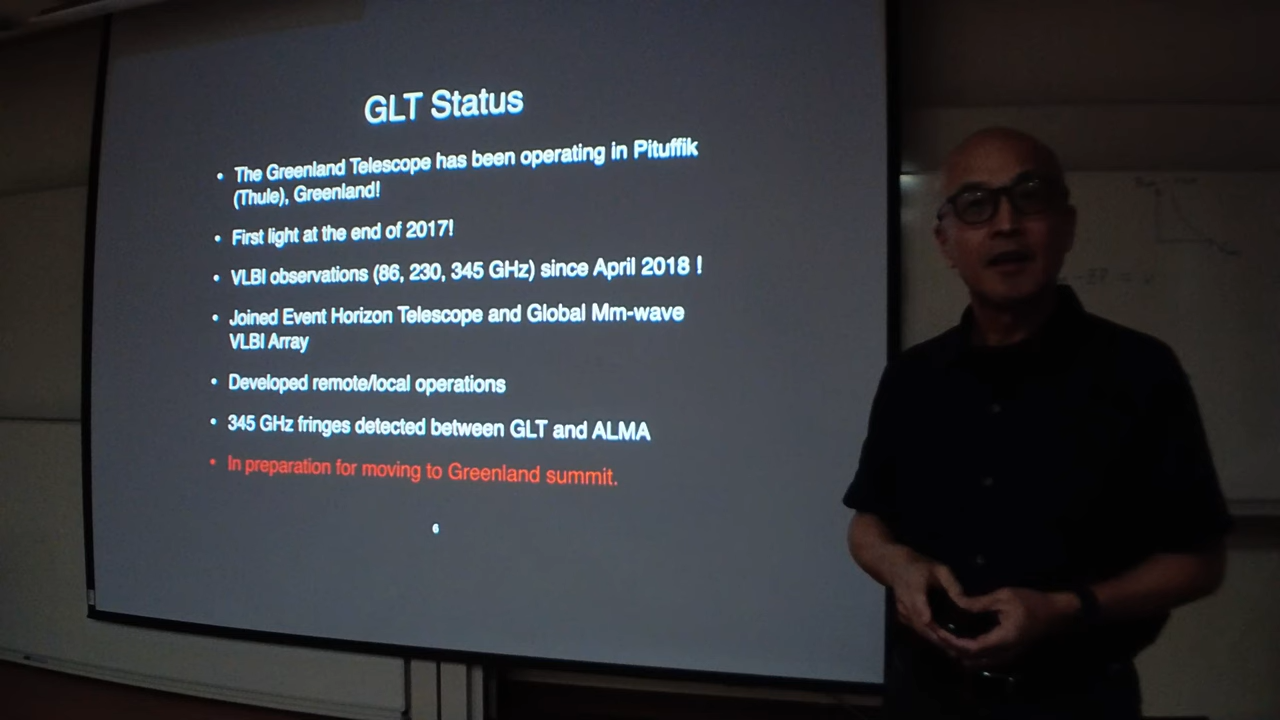 GLT Status
• The Greenland Telescope has been operating in Pituffik
(Thule), Greenland!
• First light at the end of 2017!
• VLBI observations (86, 230, 345 GHz) since April 2018 !
• Joined Event Horizon Telescope and Global Mm-wave
VLBI Array
• Developed remote/local operations
• 345 GHz fringes detected between GLT and ALMA
• In preparation for moving to Greenland summit.
6